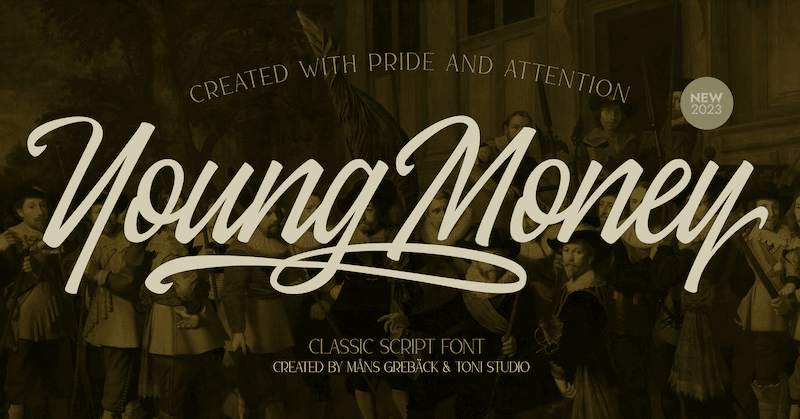 CREATED WITH PRIDE AND ATTENTION
NEW
2023
Young Money
CLASSIC SCRIPT FONT
CREATED BY MÅNS GREBÄCK & TONI STUDIO